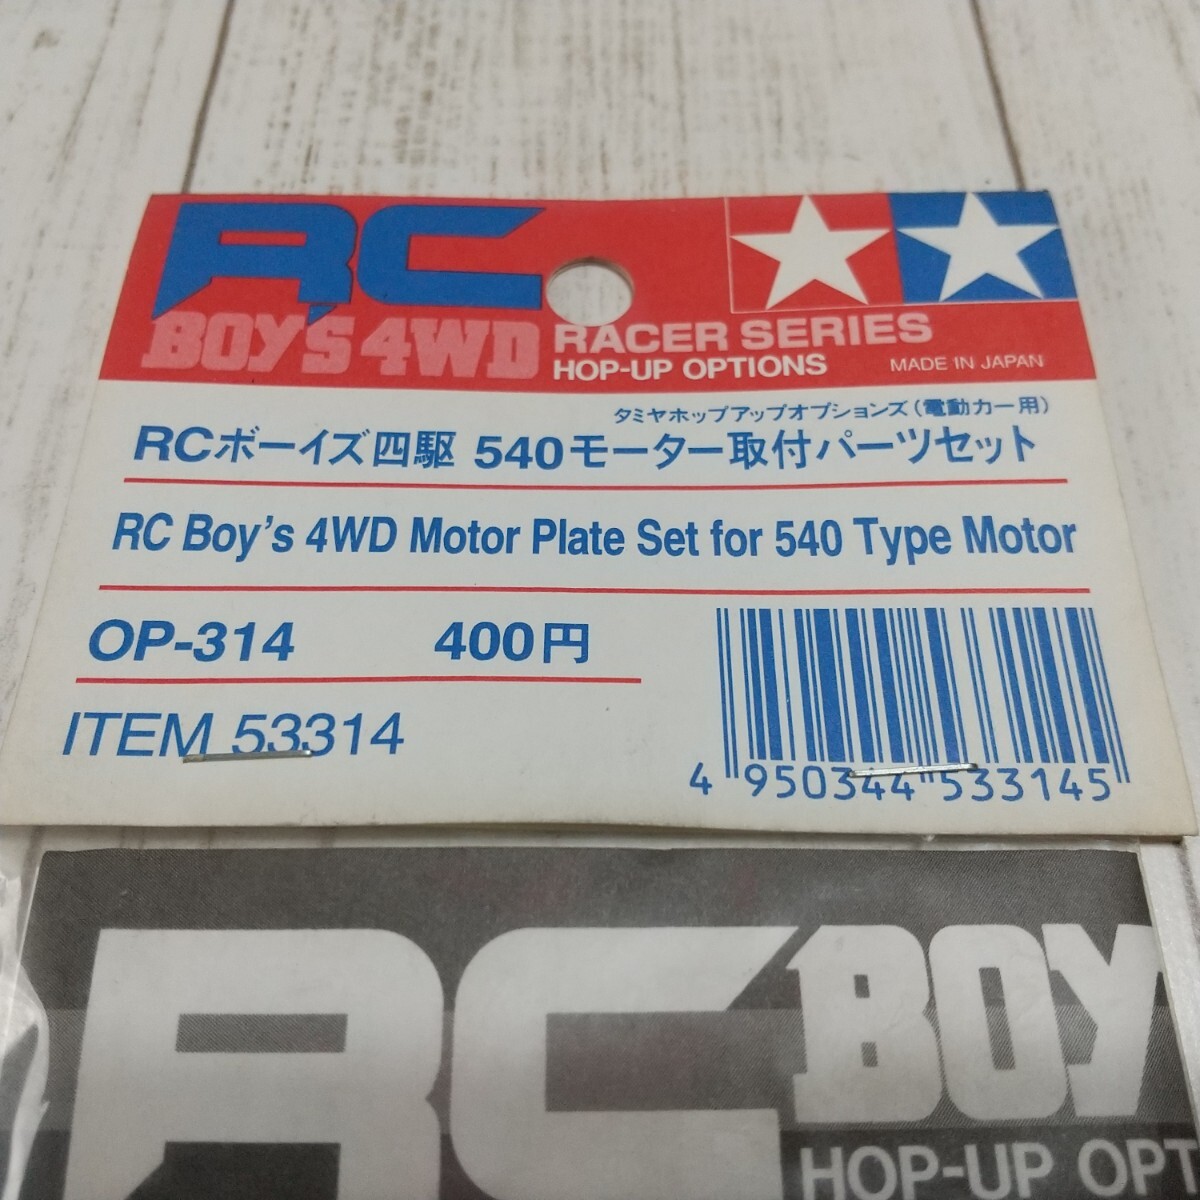 RC
BOY'S 4WD RACER SERIES
HOP-UP OPTIONS MADE IN JAPAN
タミヤホップアップオプションズ(電動カー用)
RCボーイズ四駆 540モーター取付パーツセット
RC Boy's 4WD Motor Plate Set for 540 Type Motor
OP-314 400円
ITEM 53314
4 950344 533145
RC BOY
HOP-UP OPT